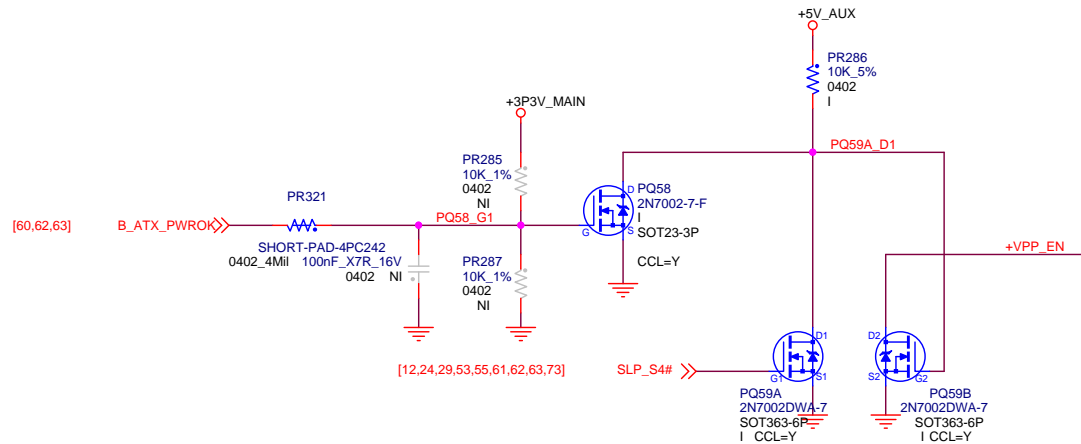 +5V_AUX
PR286
10K_5%
0402
I
+3P3V_MAIN
PQ59A_D1
PR285
10K_1%
0402
NI
PR321
D
PQ58
2N7002-7-F
I
SOT23-3P
CCL=Y
G
S
[60,62,63]
B_ATX_PWROK
PQ58_G1
SHORT-PAD-4PC242
0402_4Mil
100nF_X7R_16V
0402
NI
PR287
10K_1%
0402
NI
+VPP_EN
[12,24,29,53,55,61,62,63,73]
SLP_S4#
D1
G1
S1
D2
S2
G2
PQ59A
2N7002DWA-7
SOT363-6P
I CCL=Y
PQ59B
2N7002DWA-7
SOT363-6P
I CCL=Y